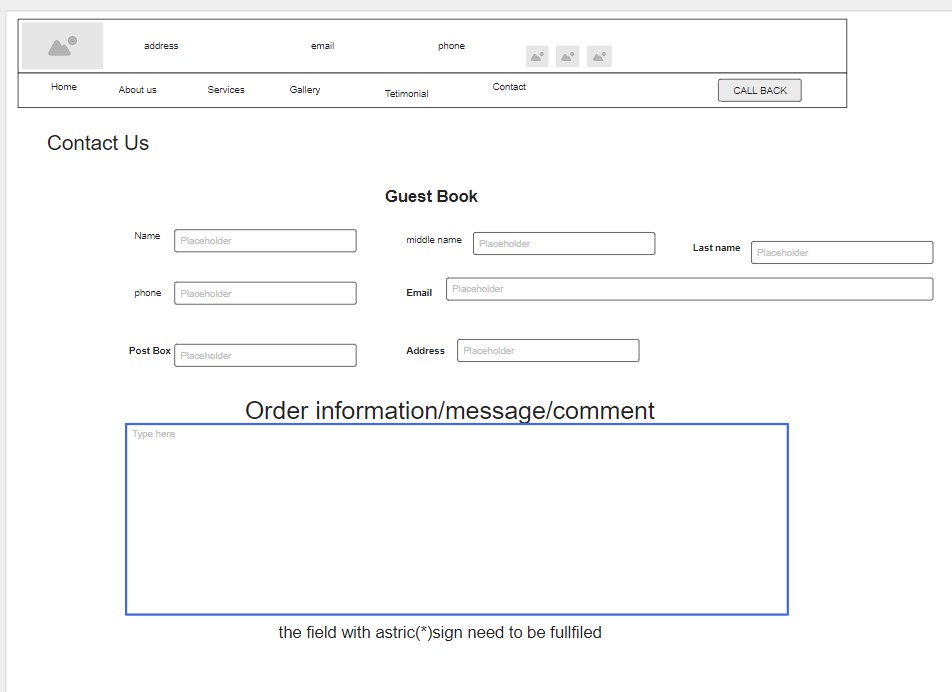 address email phone
Home About us Services Gallery Tetimonial Contact CALL BACK
Contact Us
Guest Book
Name Placeholder middle name Placeholder Last name Placeholder
phone Placeholder Email Placeholder
Post Box Placeholder Address Placeholder
Order information/message/comment
Type here
the field with astric(*)sign need to be fullfiled